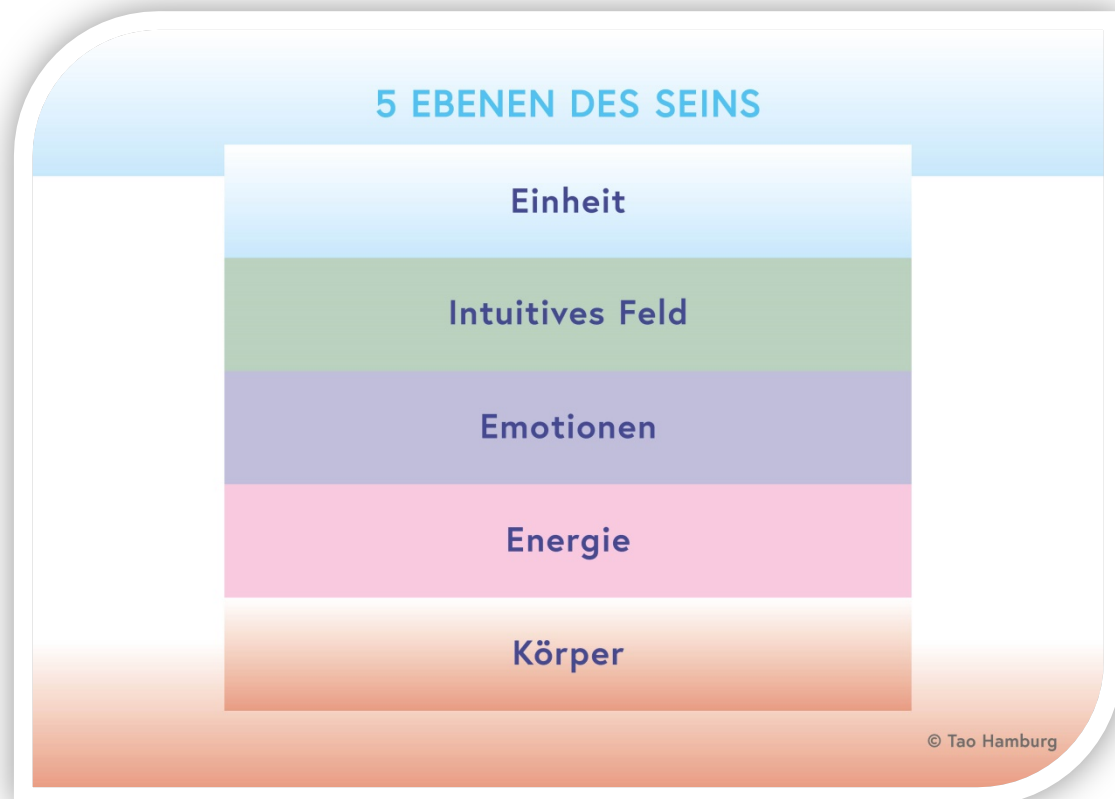 5 EBENEN DES SEINS
Einheit
Intuitives Feld
Emotionen
Energie
Körper
© Tao Hamburg